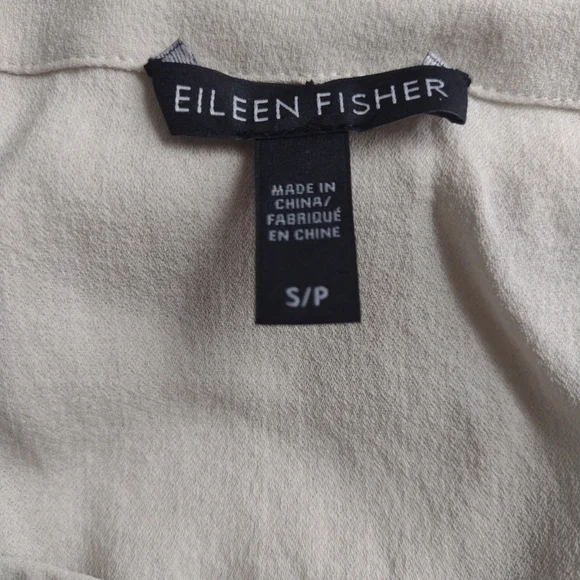 EILEEN FISHER
MADE IN
CHINA/
FABRIQUÉ
EN CHINE
S/P